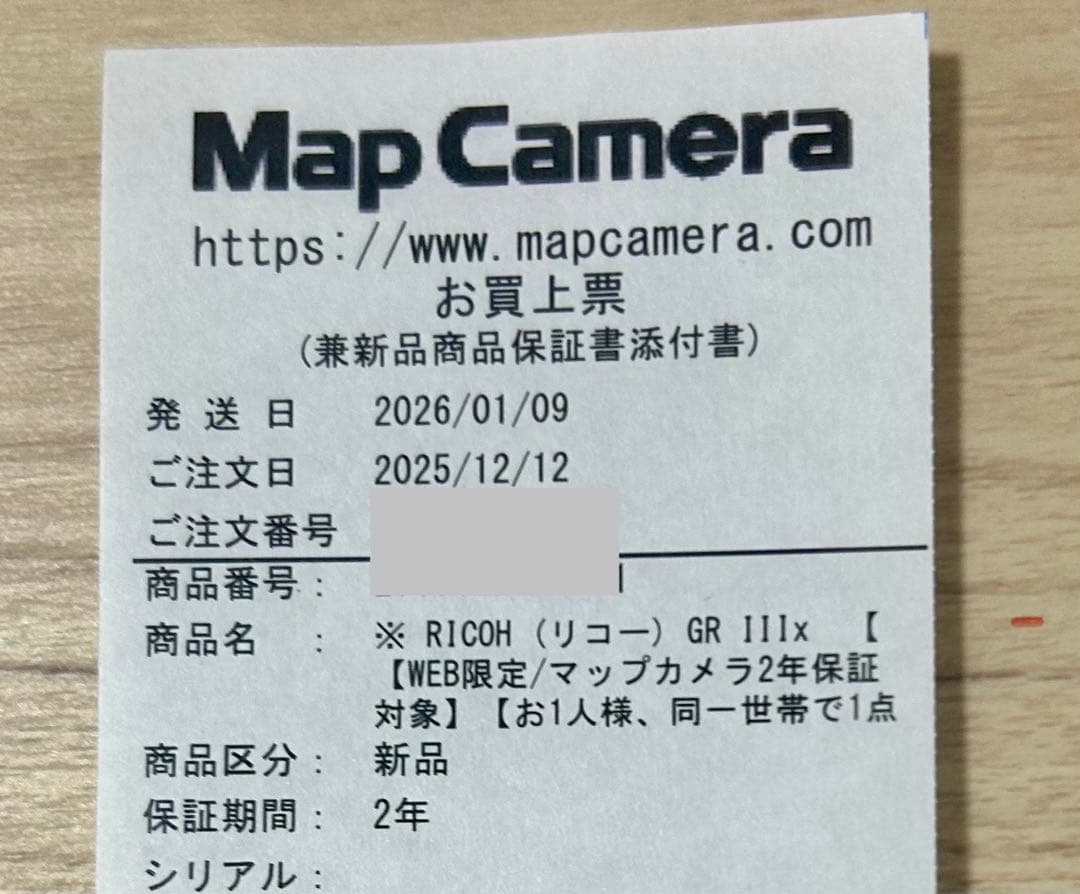 Map Camera
https://www.mapcamera.com
お買上票
(兼新品商品保証書添付書)
発送日 2026/01/09
ご注文日 2025/12/12
ご注文番号
商品番号:
商品名 : ※ RICOH (リコー) GR IIIx 【
【WEB限定/マップカメラ2年保証
対象】【お1人様、同一世帯で1点
商品区分: 新品
保証期間: 2年
シリアル: